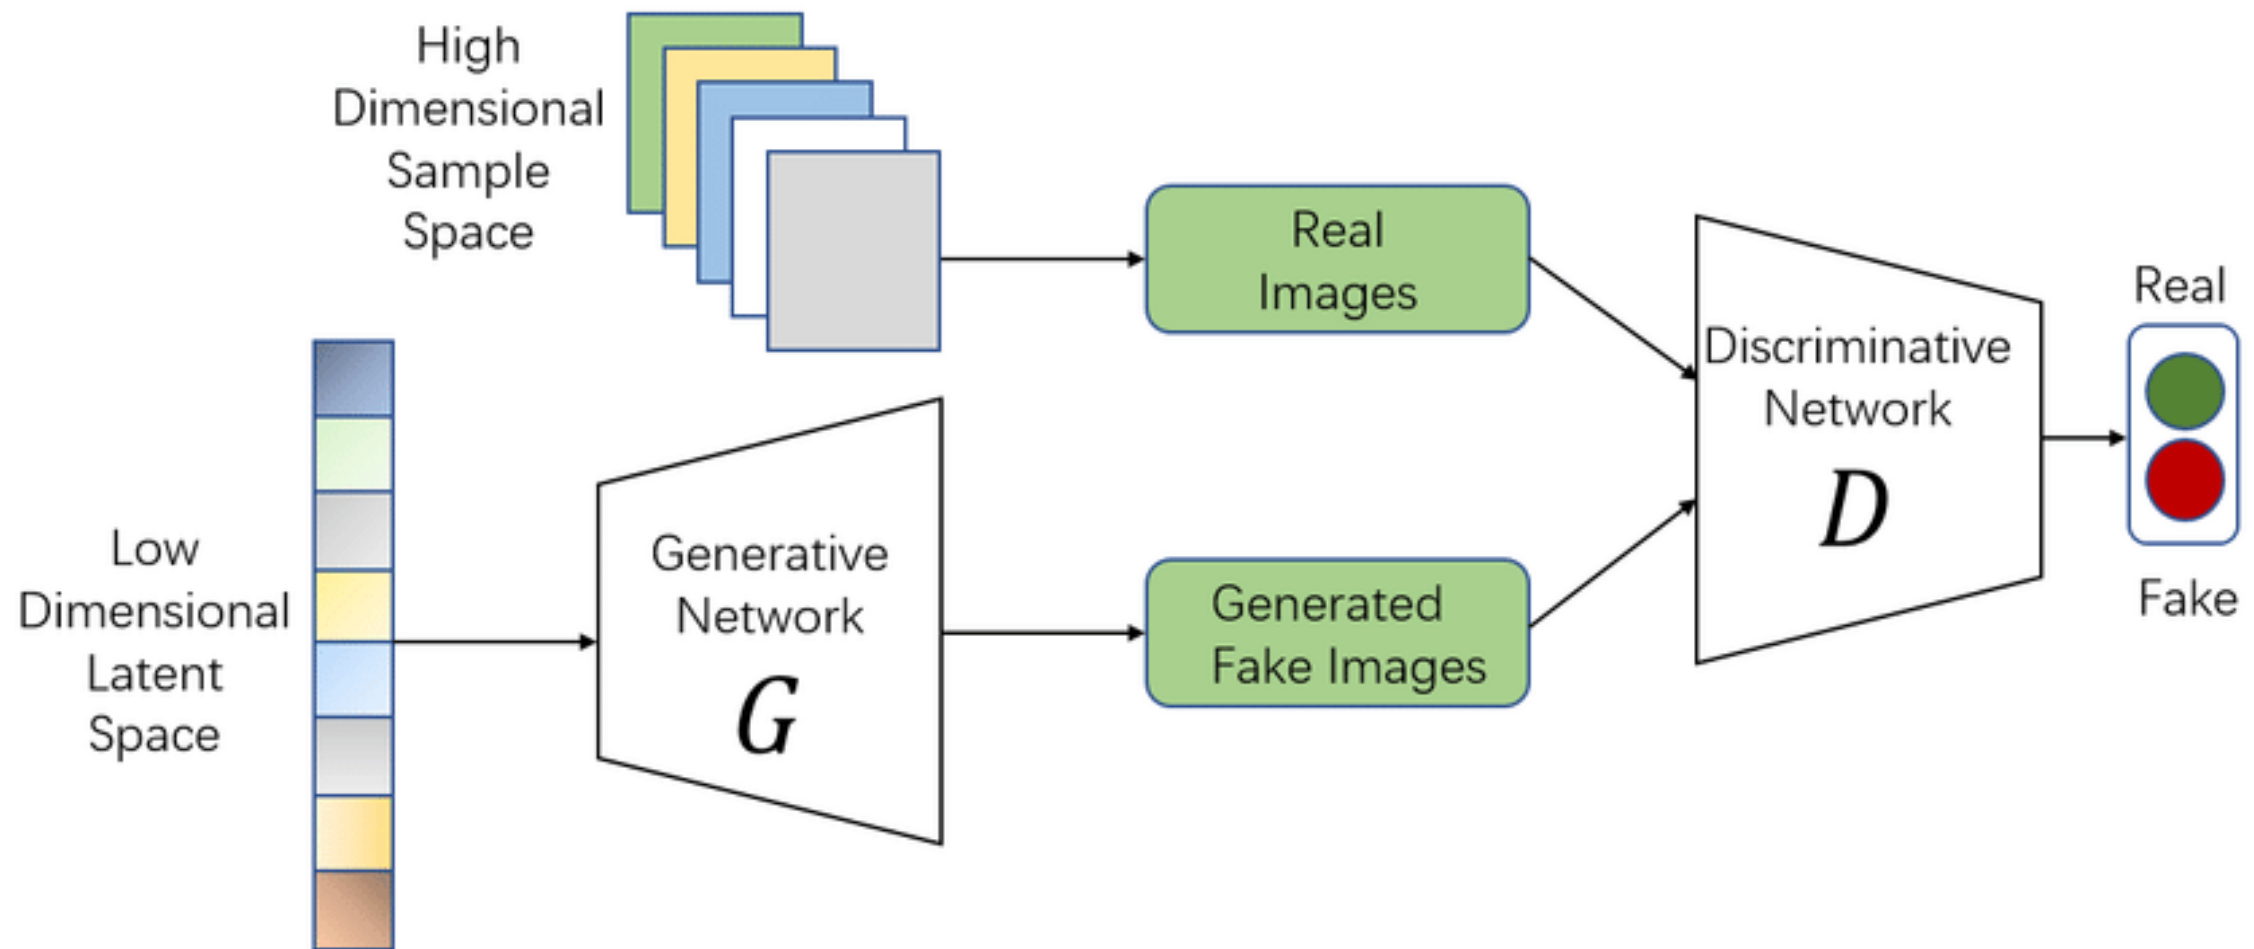 High
Dimensional
Sample
Space
Real
Images
Discriminative
Network
D
Real
Fake
Low
Dimensional
Latent
Space
Generative
Network
G
Generated
Fake Images